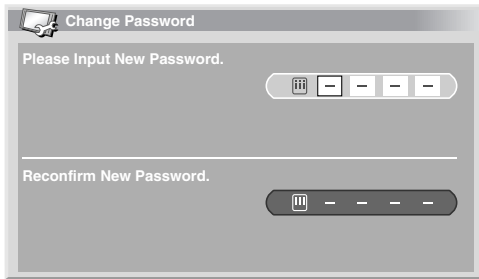 Change Password
Please Input New Password.
– – – –
Reconfirm New Password.
– – – –